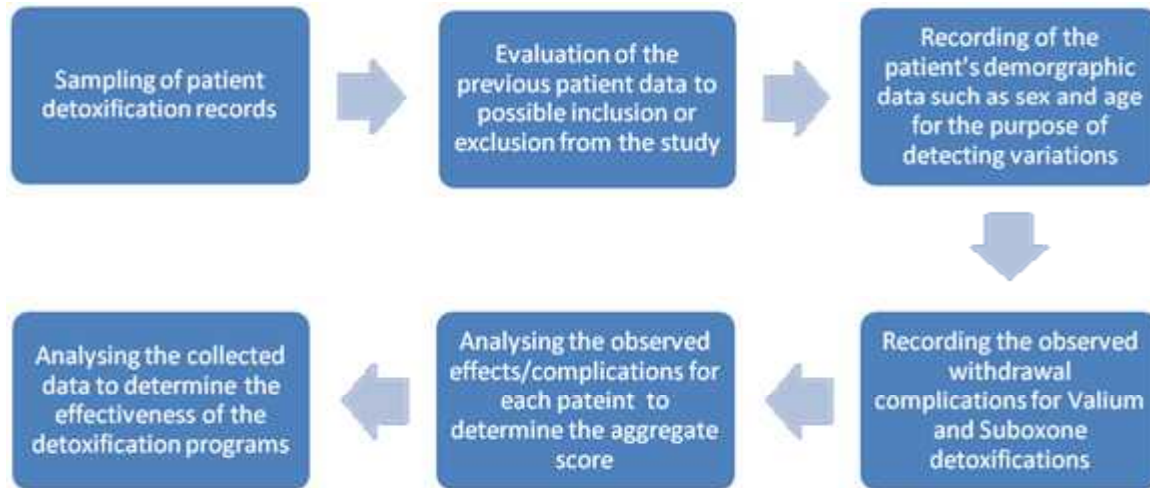 Sampling of patient
detoxification records
Evaluation of the
previous patient data to
possible inclusion or
exclusion from the study
Recording of the
patient's demorgraphic
data such as sex and age
for the purpose of
detecting variations
Recording the observed
withdrawal
complications for Valium
and Suboxone
detoxifications
Analysing the observed
effects/complications for
each pateint to
determine the aggregate
score
Analysing the collected
data to determine the
effectiveness of the
detoxification programs